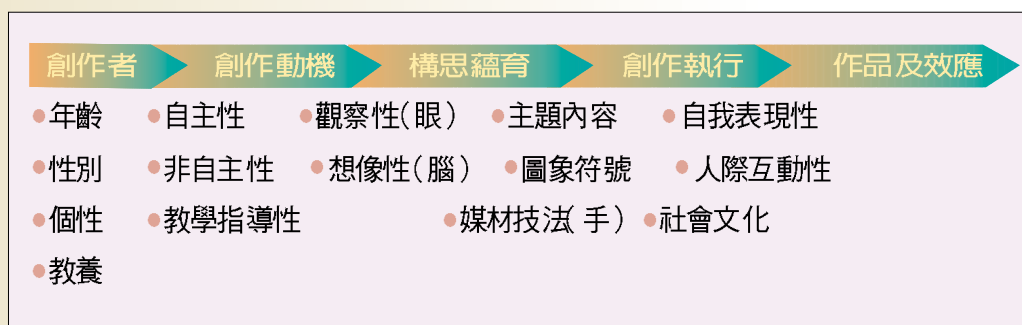 創作者 創作動機 構思蘊育 創作執行 作品及效應
•年齡 •自主性 •觀察性(眼) •主題內容 •自我表現性
•性別 •非自主性 •想像性(腦) •圖象符號 •人際互動性
•個性 •教學指導性 •媒材技法(手) •社會文化
•教養